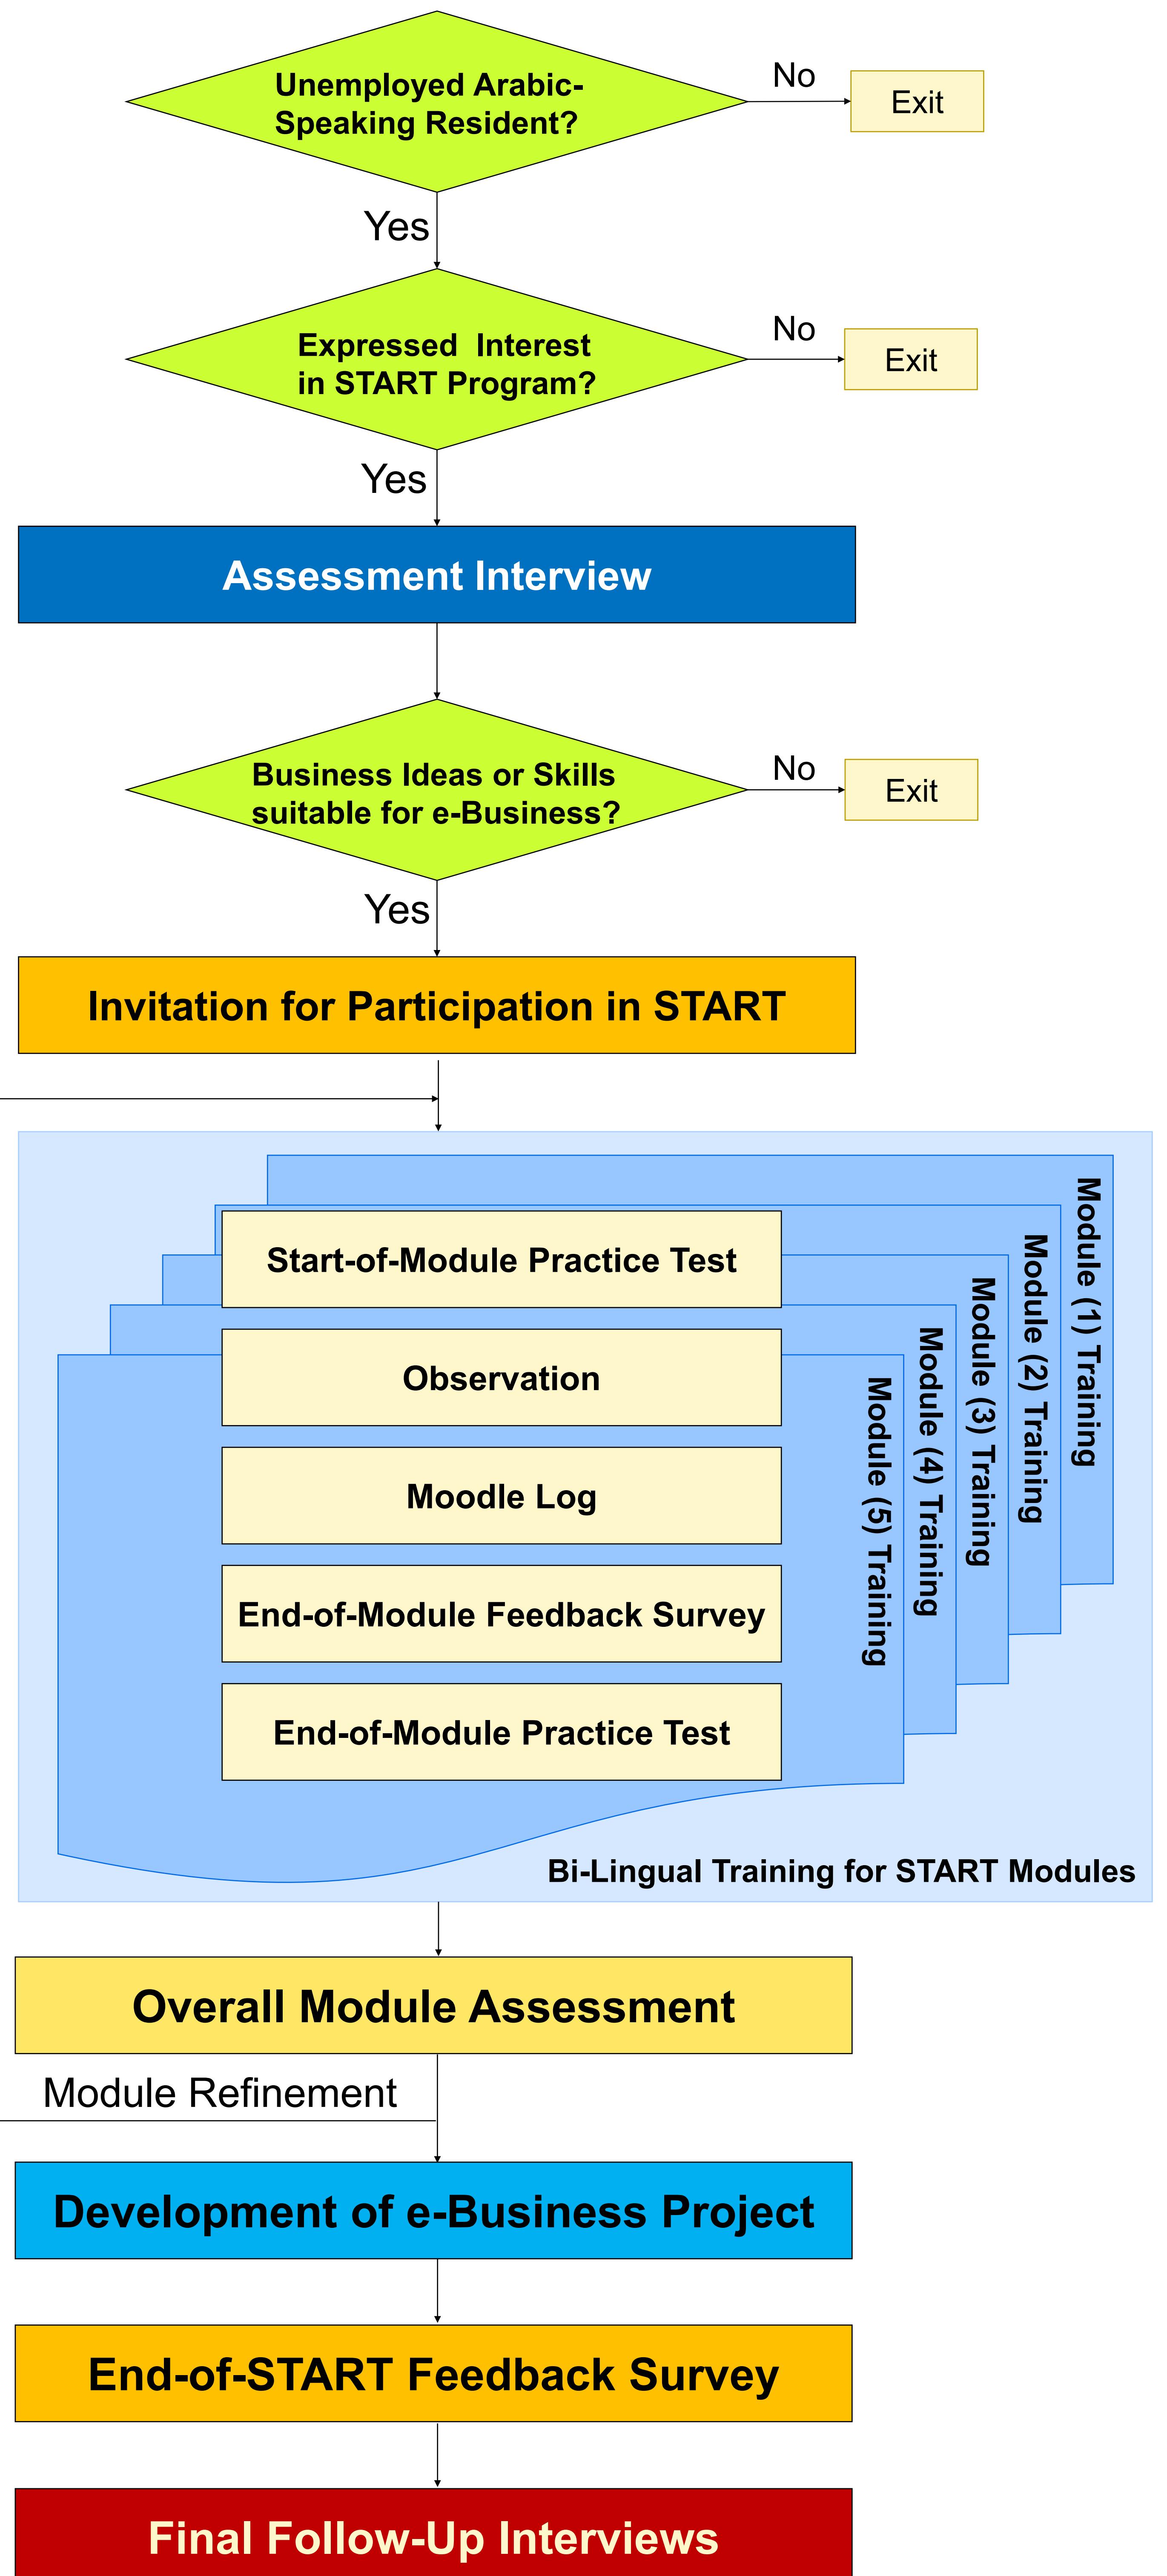 Unemployed Arabic-
Speaking Resident?
No
Exit
Yes
Expressed Interest
in START Program?
No
Exit
Yes
Assessment Interview
Business Ideas or Skills
suitable for e-Business?
No
Exit
Yes
Invitation for Participation in START
Module (1) Training
Module (2) Training
Module (3) Training
Module (4) Training
Module (5) Training
Start-of-Module Practice Test
Observation
Moodle Log
End-of-Module Feedback Survey
End-of-Module Practice Test
Bi-Lingual Training for START Modules
Overall Module Assessment
Module Refinement
Development of e-Business Project
End-of-START Feedback Survey
Final Follow-Up Interviews